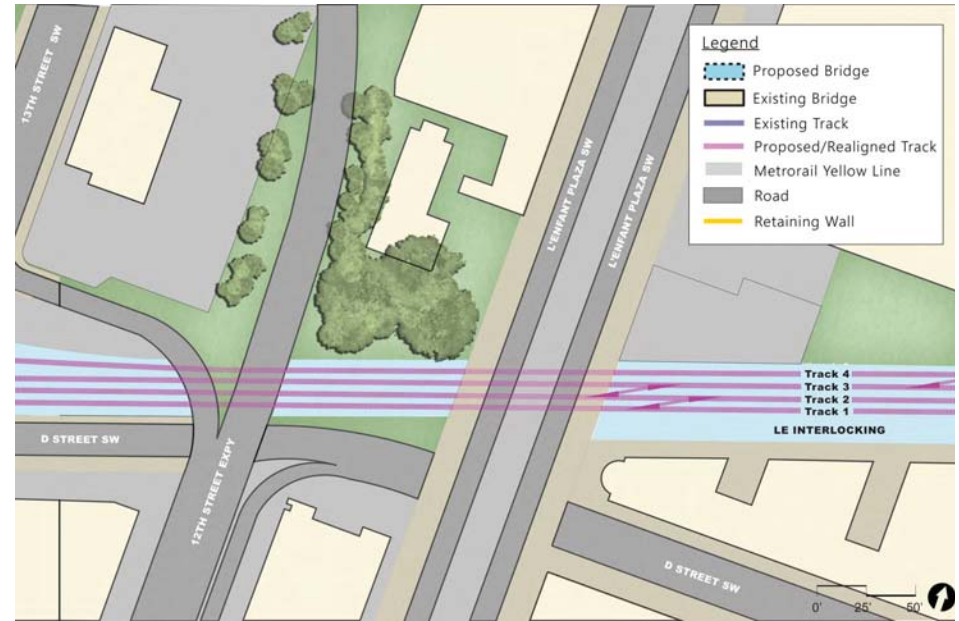 13TH STREET SW
Legend
Proposed Bridge
Existing Bridge
Existing Track
Proposed/Realigned Track
Metrorail Yellow Line
Road
Retaining Wall
L'ENFANT PLAZA SW
L'ENFANT PLAZA SW
Track 4
Track 3
Track 2
Track 1
LE INTERLOCKING
D STREET SW
12TH STREET EXPY
D STREET SW
0' 25' 50'